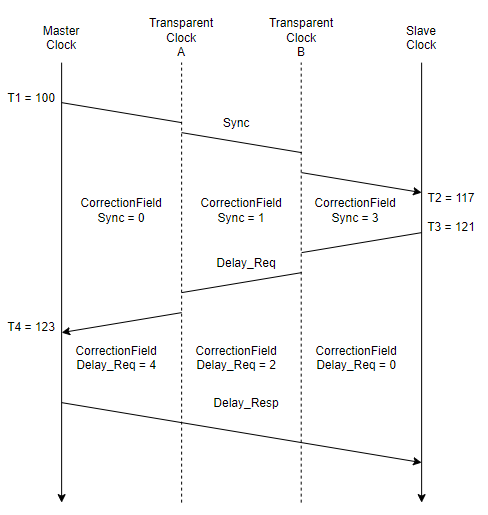 Master
Clock
Transparent
Clock
A
Transparent
Clock
B
Slave
Clock
T1 = 100
Sync
T2 = 117
CorrectionField
Sync = 0
CorrectionField
Sync = 1
CorrectionField
Sync = 3
T3 = 121
Delay_Req
T4 = 123
CorrectionField
Delay_Req = 4
CorrectionField
Delay_Req = 2
CorrectionField
Delay_Req = 0
Delay_Resp